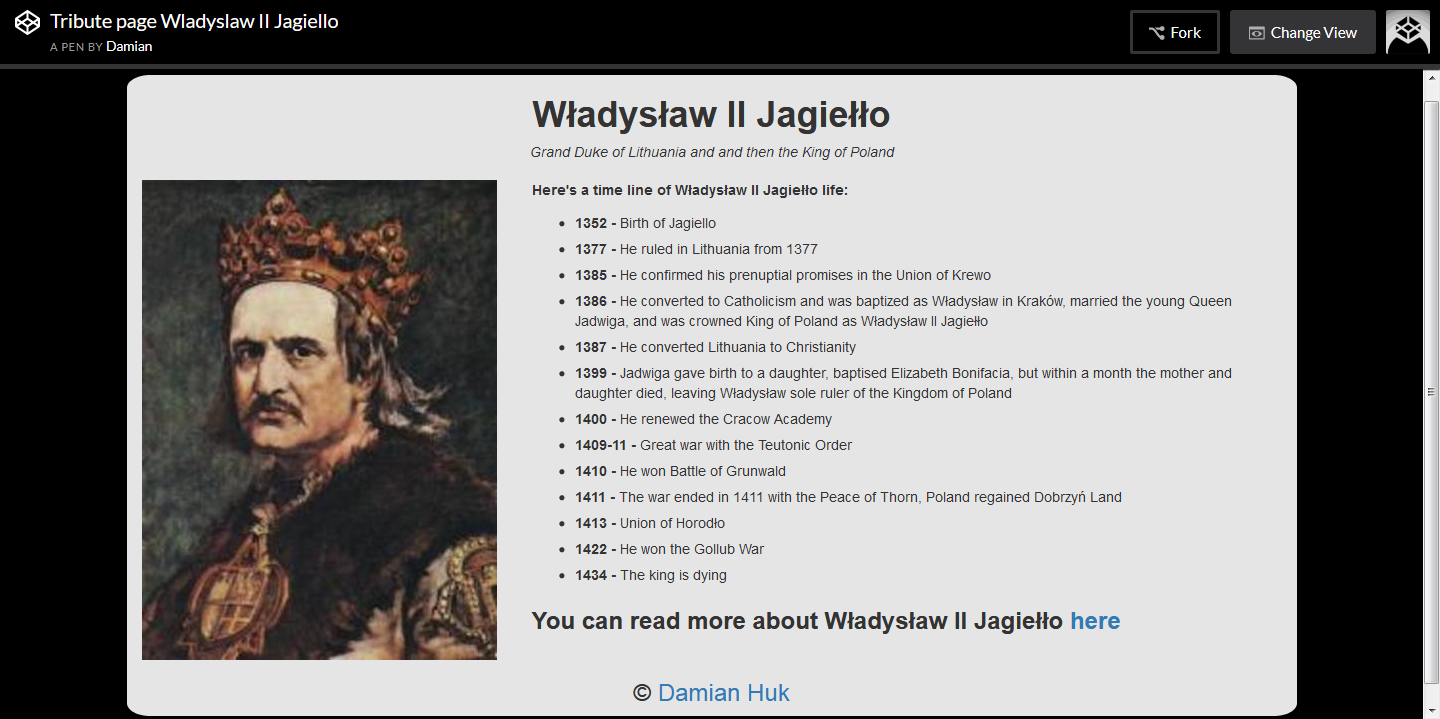 Tribute page Wladyslaw II Jagiello
A PEN BY Damian
Fork
Change View
Władysław II Jagiełło
Grand Duke of Lithuania and and then the King of Poland
Here's a time line of Władysław II Jagiełło life:
1352 - Birth of Jagiello
1377 - He ruled in Lithuania from 1377
1385 - He confirmed his prenuptial promises in the Union of Krewo
1386 - He converted to Catholicism and was baptized as Władysław in Kraków, married the young Queen
Jadwiga, and was crowned King of Poland as Władysław II Jagiełło
1387 - He converted Lithuania to Christianity
1399 - Jadwiga gave birth to a daughter, baptised Elizabeth Bonifacia, but within a month the mother and
daughter died, leaving Władysław sole ruler of the Kingdom of Poland
1400 - He renewed the Cracow Academy
1409-11 - Great war with the Teutonic Order
1410 - He won Battle of Grunwald
1411 - The war ended in 1411 with the Peace of Thorn, Poland regained Dobrzyń Land
1413 - Union of Horodło
1422 - He won the Gollub War
1434 - The king is dying
You can read more about Władysław II Jagiełło here
© Damian Huk